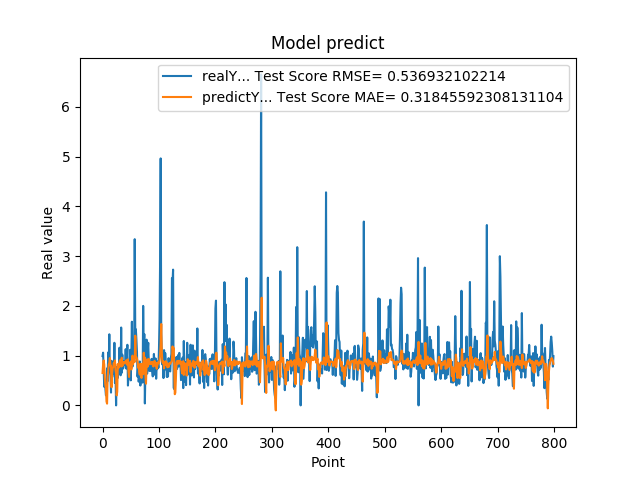 Model predict
realY... Test Score RMSE= 0.536932102214
predictY... Test Score MAE= 0.31845592308131104
Real value
6
5
4
3
2
1
0
0 100 200 300 400 500 600 700 800
Point